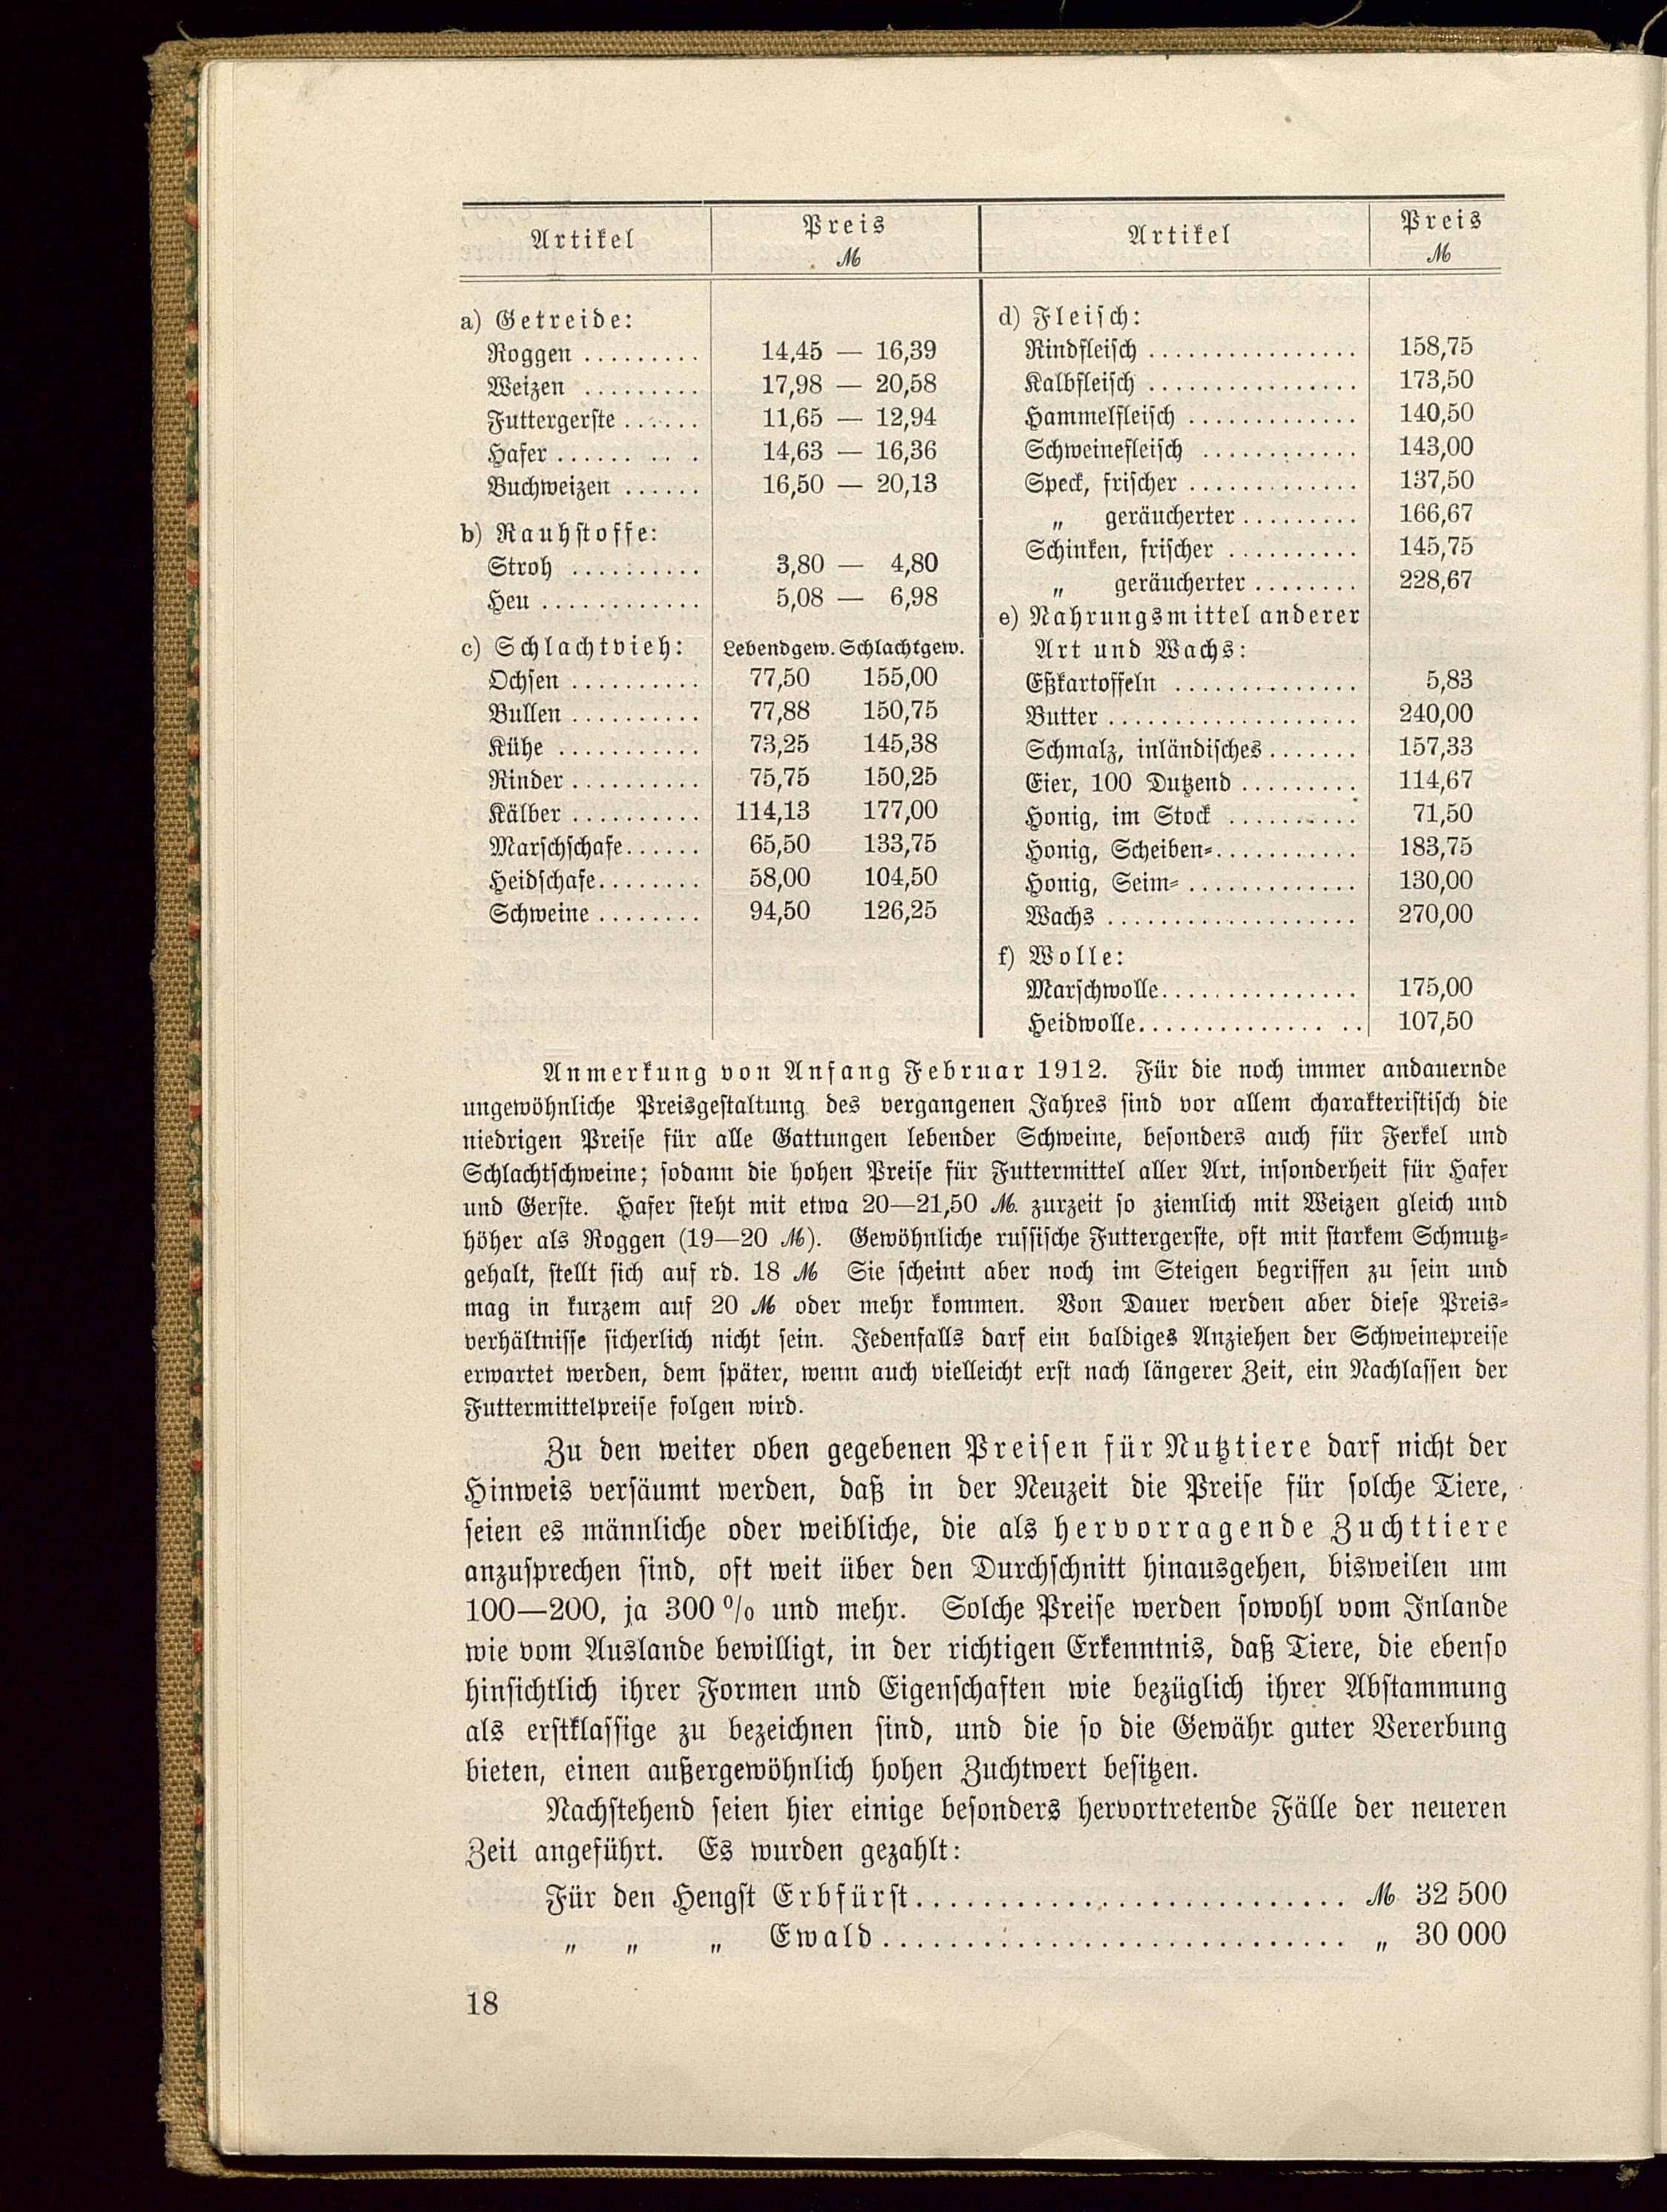 Artikel Preis ℳ Artikel Preis ℳ
a) Getreide:
Roggen ......... 14,45 — 16,39
Weizen ......... 17,98 — 20,58
Futtergerste ...... 11,65 — 12,94
Hafer ...... .. . 14,63 — 16,36
Buchweizen ...... 16,50 — 20,13
b) Rauhstoffe:
Stroh .......... 3,80 — 4,80
Heu ............ 5,08 — 6,98
c) Schlachtvieh: Lebendgew. Schlachtgew.
Ochsen .......... 77,50 155,00
Bullen .......... 77,88 150,75
Kühe ........... 73,25 145,38
Rinder .......... 75,75 150,25
Kälber .......... 114,13 177,00
Marschschafe...... 65,50 133,75
Heidschafe........ 58,00 104,50
Schweine ........ 94,50 126,25
d) Fleisch:
Rindfleisch ................ 158,75
Kalbfleisch ................ 173,50
Hammelfleisch ............. 140,50
Schweinefleisch ............ 143,00
Speck, frischer ............. 137,50
„ geräucherter ......... 166,67
Schinken, frischer .......... 145,75
„ geräucherter ........ 228,67
e) Nahrungsmittel anderer
Art und Wachs:
Eßkartoffeln .............. 5,83
Butter ................... 240,00
Schmalz, inländisches ....... 157,33
Eier, 100 Dutzend ......... 114,67
Honig, im Stock .......... 71,50
Honig, Scheiben=........... 183,75
Honig, Seim= ............. 130,00
Wachs ................... 270,00
f) Wolle:
Marschwolle............... 175,00
Heidwolle.............. .. 107,50
Anmerkung von Anfang Februar 1912. Für die noch immer andauernde
ungewöhnliche Preisgestaltung des vergangenen Jahres sind vor allem charakteristisch die
niedrigen Preise für alle Gattungen lebender Schweine, besonders auch für Ferkel und
Schlachtschweine; sodann die hohen Preise für Futtermittel aller Art, insonderheit für Hafer
und Gerste. Hafer steht mit etwa 20—21,50 ℳ. zurzeit so ziemlich mit Weizen gleich und
höher als Roggen (19—20 ℳ). Gewöhnliche russische Futtergerste, oft mit starkem Schmutz=
gehalt, stellt sich auf rd. 18 ℳ Sie scheint aber noch im Steigen begriffen zu sein und
mag in kurzem auf 20 ℳ oder mehr kommen. Von Dauer werden aber diese Preis=
verhältnisse sicherlich nicht sein. Jedenfalls darf ein baldiges Anziehen der Schweinepreise
erwartet werden, dem später, wenn auch vielleicht erst nach längerer Zeit, ein Nachlassen der
Futtermittelpreise folgen wird.
Zu den weiter oben gegebenen Preisen für Nutztiere darf nicht der
Hinweis versäumt werden, daß in der Neuzeit die Preise für solche Tiere,
seien es männliche oder weibliche, die als hervorragende Zuchttiere
anzusprechen sind, oft weit über den Durchschnitt hinausgehen, bisweilen um
100—200, ja 300 % und mehr. Solche Preise werden sowohl vom Inlande
wie vom Auslande bewilligt, in der richtigen Erkenntnis, daß Tiere, die ebenso
hinsichtlich ihrer Formen und Eigenschaften wie bezüglich ihrer Abstammung
als erstklassige zu bezeichnen sind, und die so die Gewähr guter Vererbung
bieten, einen außergewöhnlich hohen Zuchtwert besitzen.
Nachstehend seien hier einige besonders hervortretende Fälle der neueren
Zeit angeführt. Es wurden gezahlt:
Für den Hengst Erbfürst........................... ℳ 32 500
„ „ „ Ewald............................. „ 30 000
18